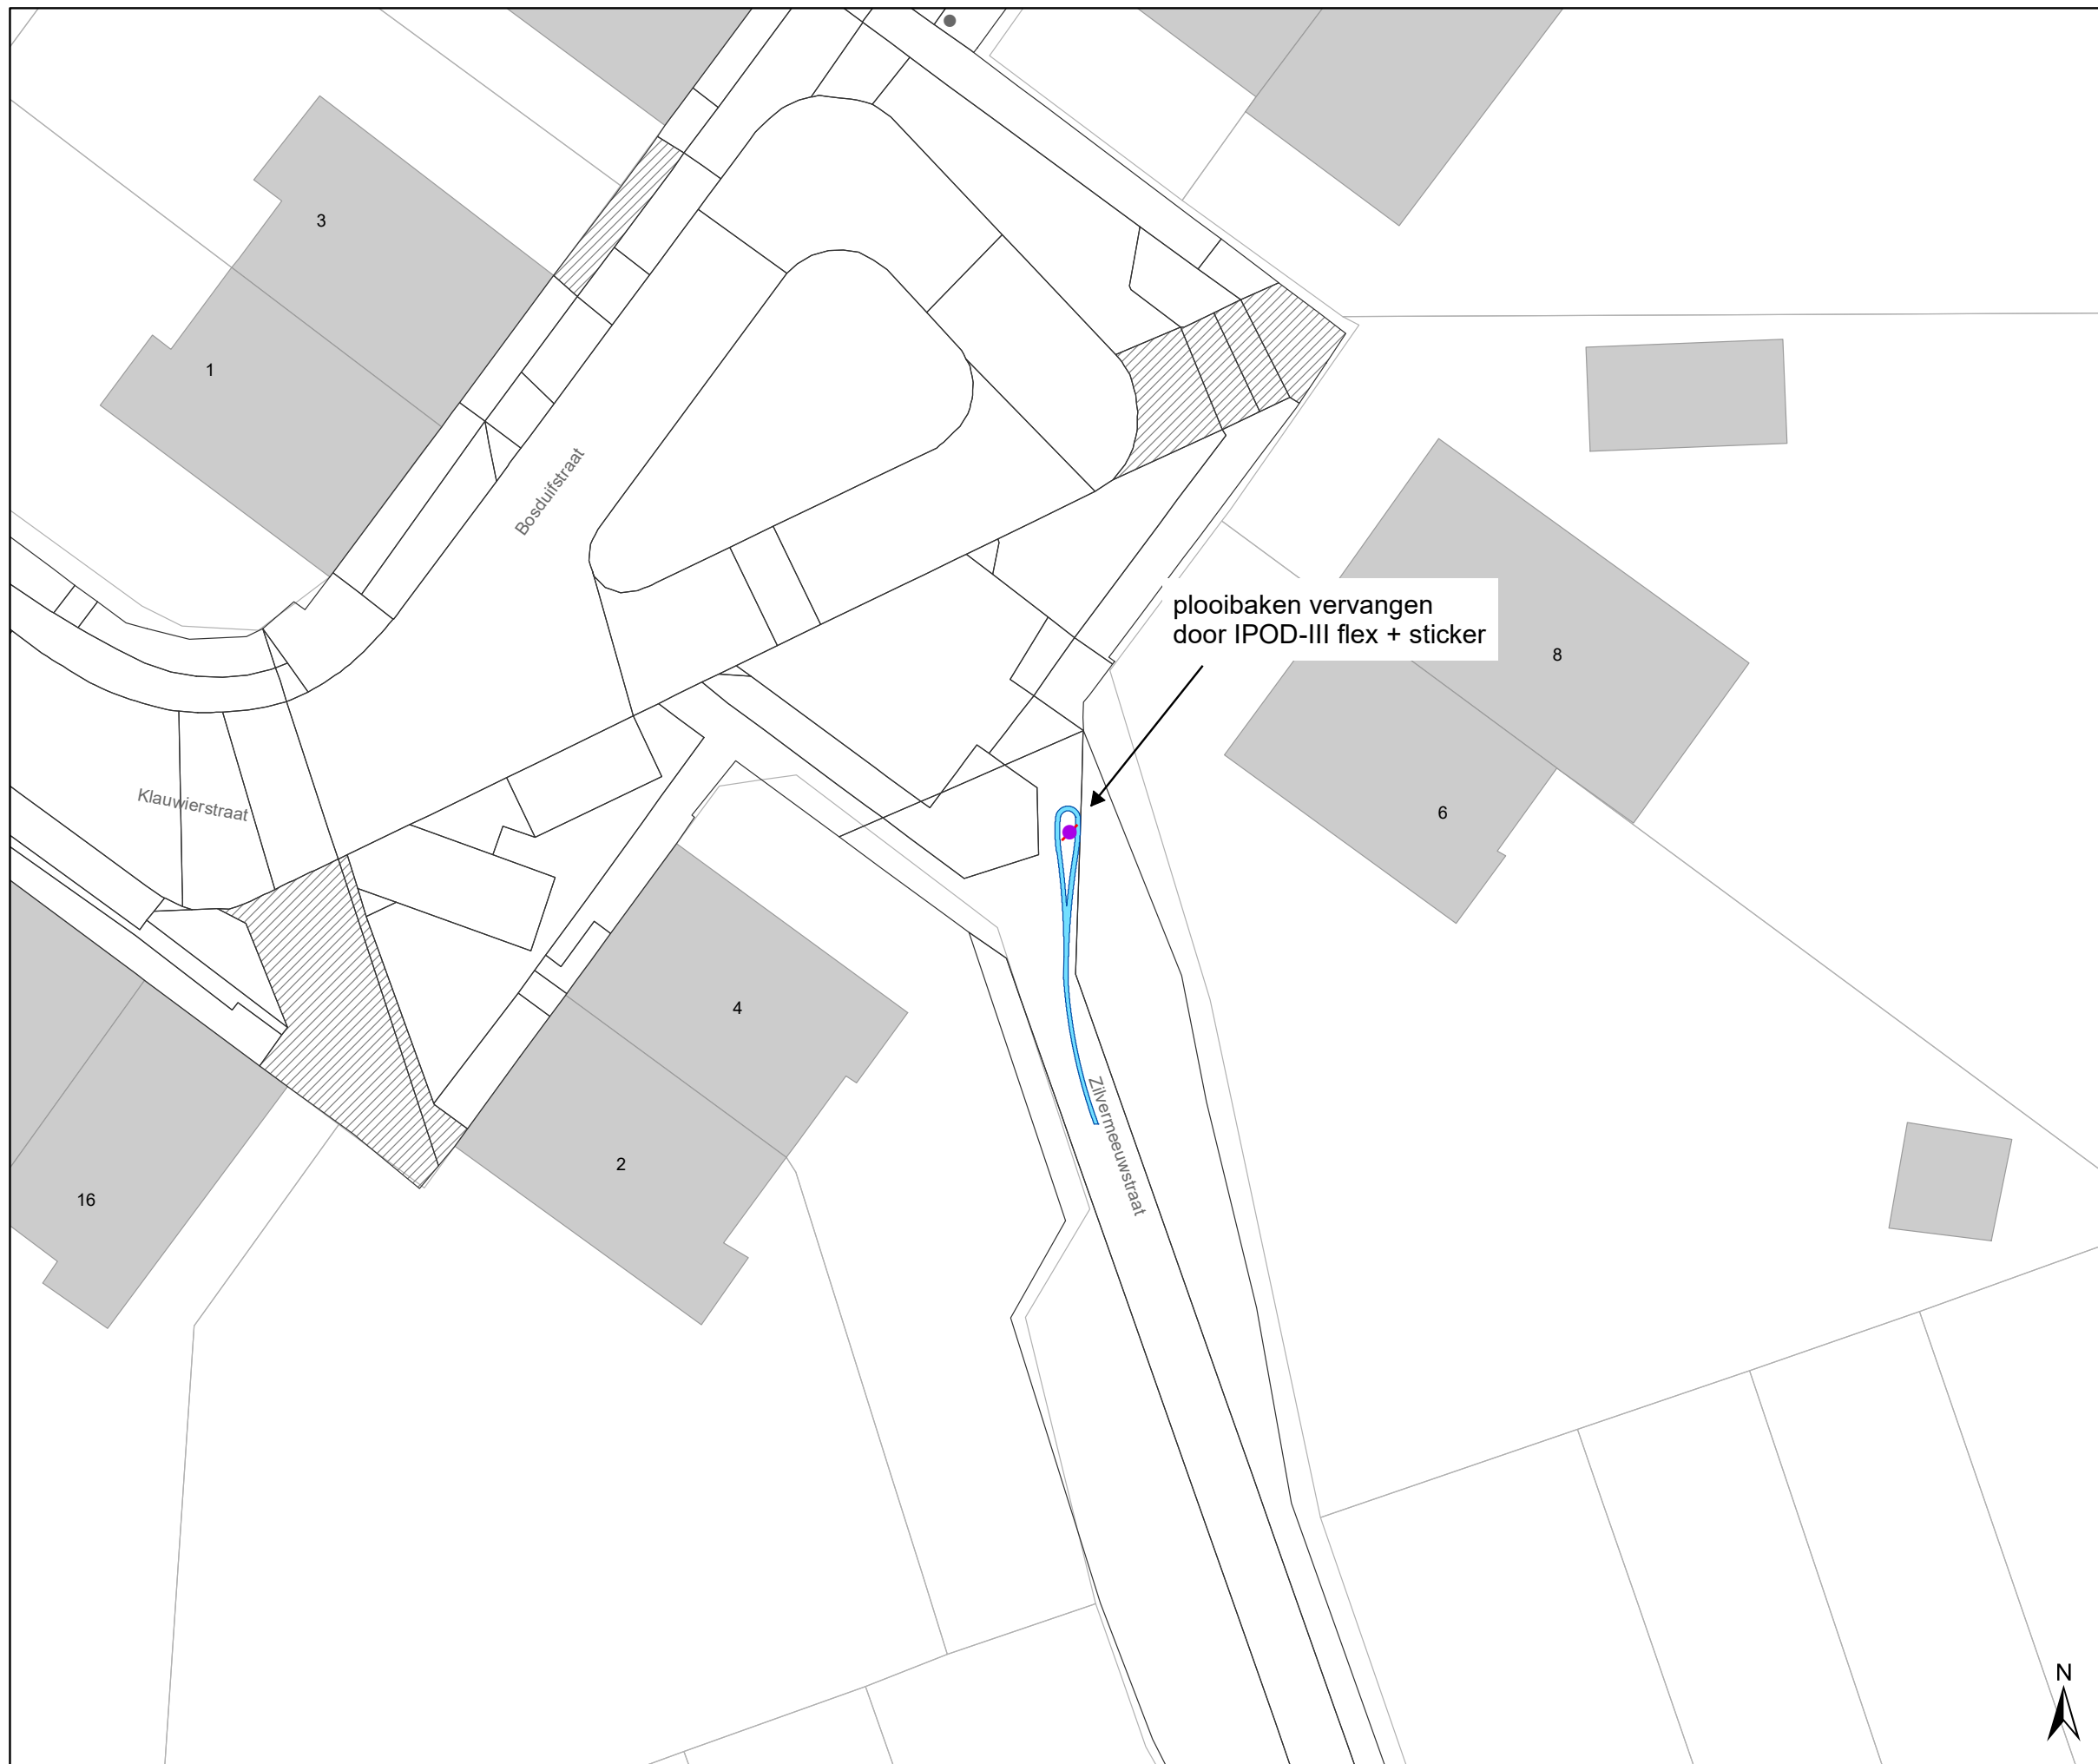 3
1
Bosduifstraat
plooibaken vervangen
door IPOD-III flex + sticker
8
Klauwierstraat
6
4
Zilvermeeuwstraat
2
16
N